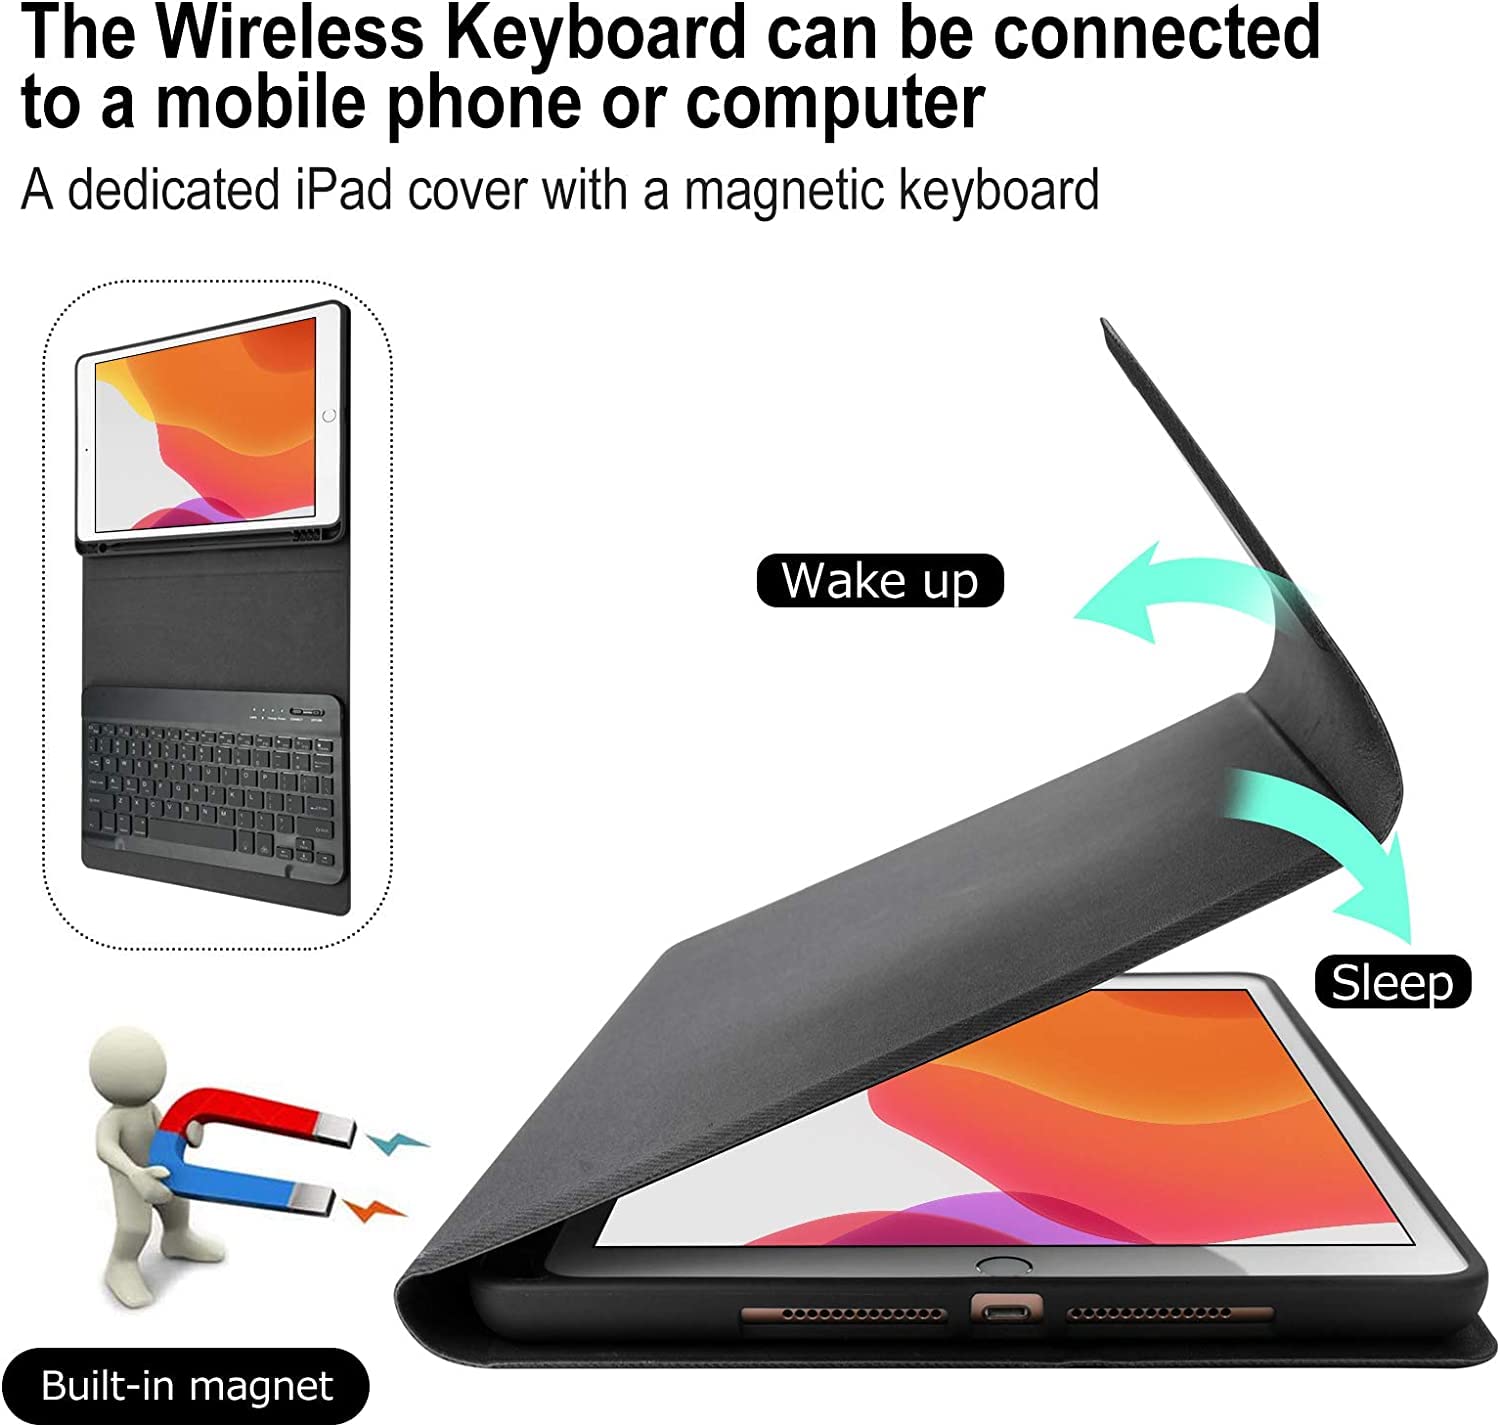 The Wireless Keyboard can be connected
to a mobile phone or computer
A dedicated iPad cover with a magnetic keyboard
Wake up
Sleep
Built-in magnet